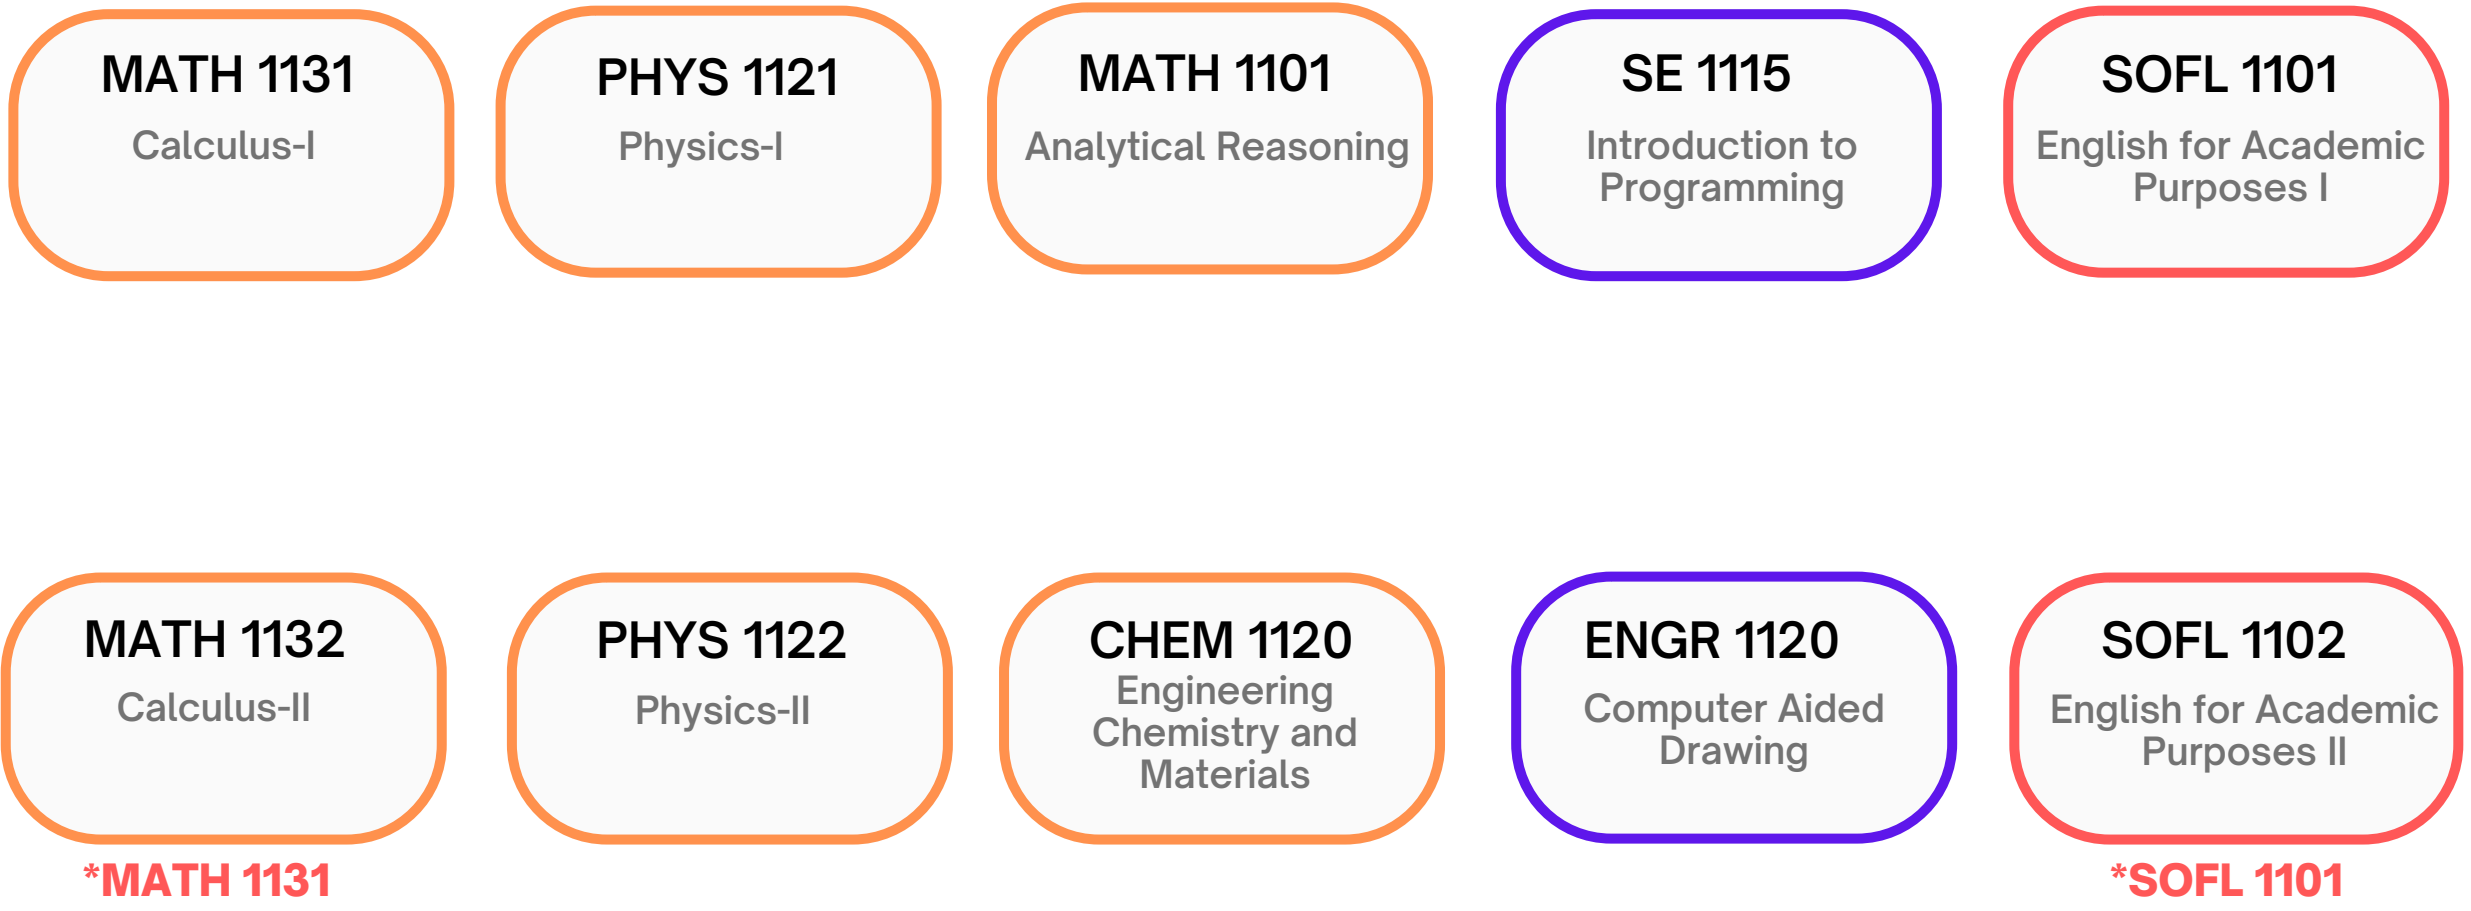 MATH 1131
Calculus-I
PHYS 1121
Physics-I
MATH 1101
Analytical Reasoning
SE 1115
Introduction to
Programming
SOFL 1101
English for Academic
Purposes I
MATH 1132
Calculus-II
*MATH 1131
PHYS 1122
Physics-II
CHEM 1120
Engineering
Chemistry and
Materials
ENGR 1120
Computer Aided
Drawing
SOFL 1102
English for Academic
Purposes II
*SOFL 1101